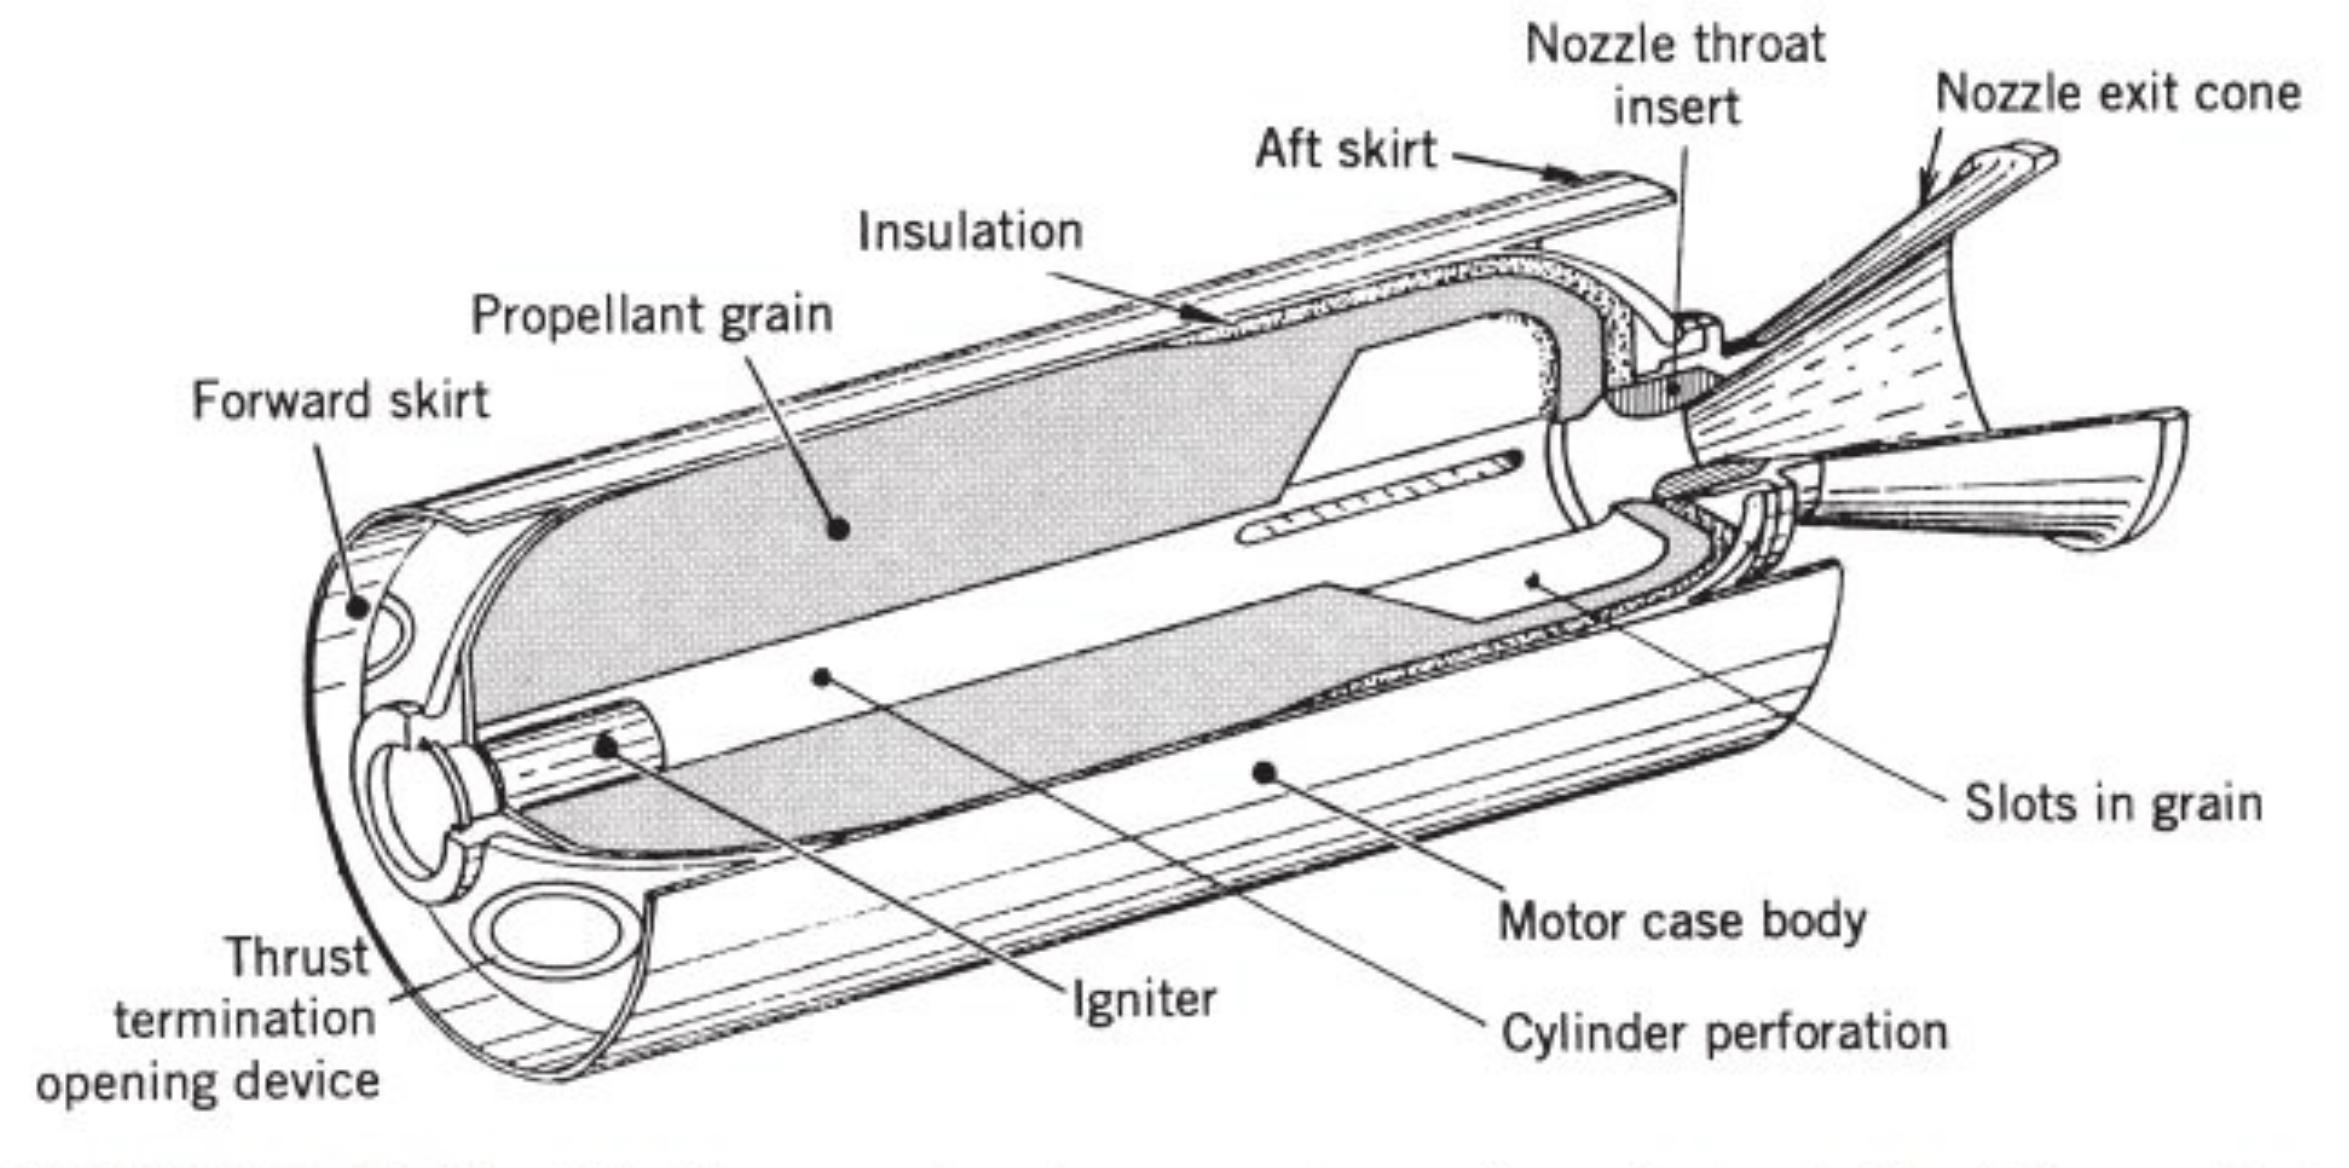 Nozzle throat
insert
Nozzle exit cone
Aft skirt
Insulation
Propellant grain
Forward skirt
Slots in grain
Motor case body
Igniter
Cylinder perforation
Thrust
termination
opening device